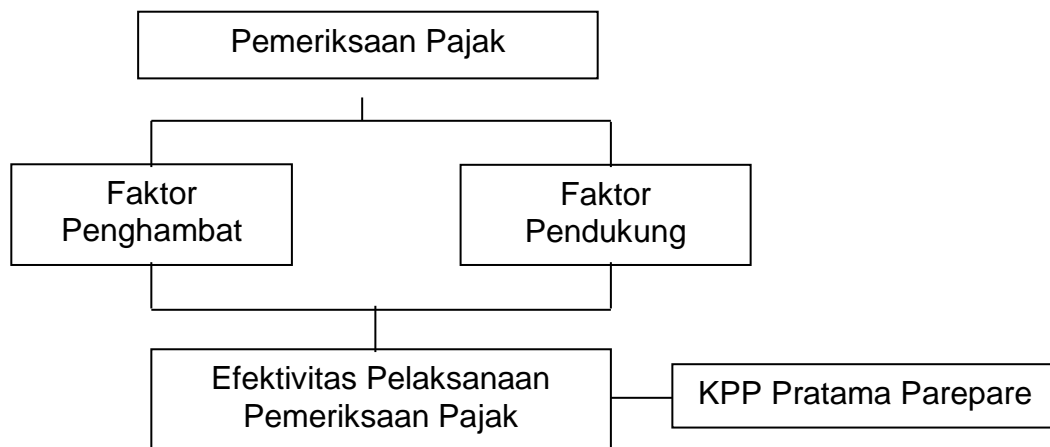 Pemeriksaan Pajak
Faktor
Penghambat
Faktor
Pendukung
Efektivitas Pelaksanaan
Pemeriksaan Pajak
KPP Pratama Parepare